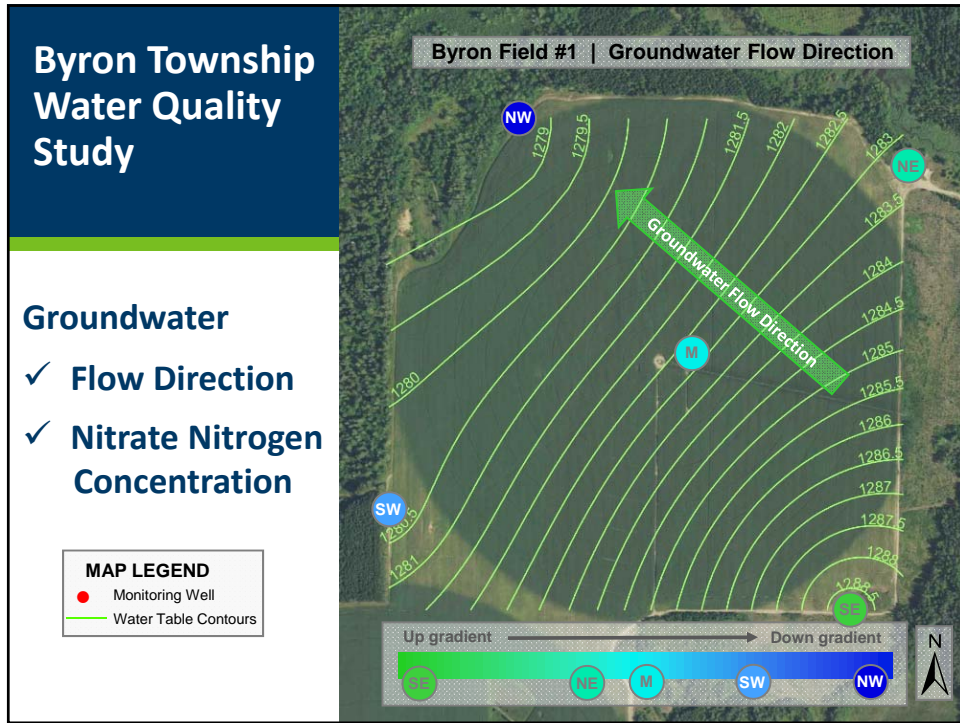 Byron Township
Water Quality
Study
Groundwater
✓ Flow Direction
✓ Nitrate Nitrogen
Concentration
MAP LEGEND
Monitoring Well
Water Table Contours
Byron Field #1 | Groundwater Flow Direction
NW
1279
1279.5
1281.5
1282
1282.5
1283
NE
1283.5
Groundwater Flow Direction
1284
1284.5
M
1285
1285.5
1280
1286
1286.5
1287
SW
1280.5
1287.5
1281
1288
1288.5
SE
Up gradient
Down gradient
SE
NE
M
SW
NW
N